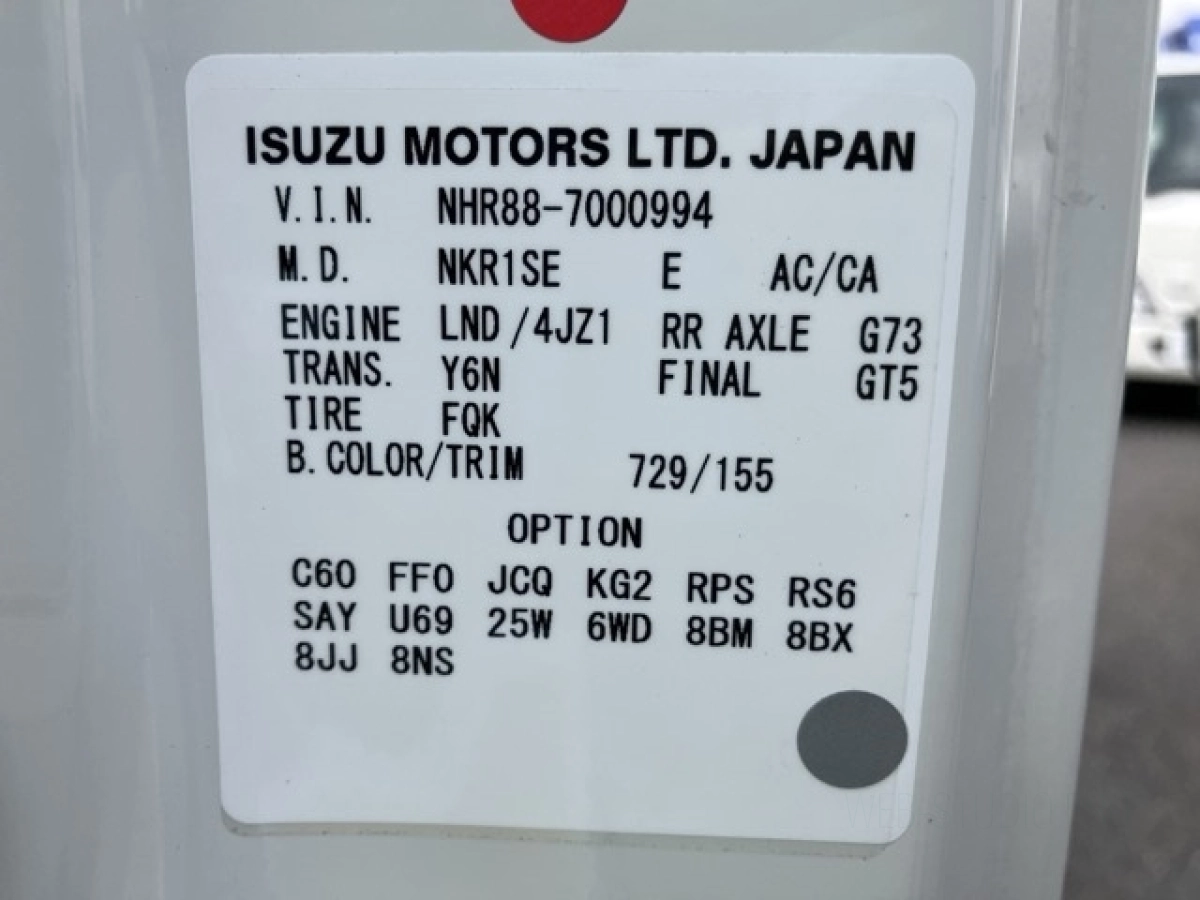 ISUZU MOTORS LTD. JAPAN
V.I.N. NHR88-7000994
M.D. NKR1SE E AC/CA
ENGINE LND/4JZ1 RR AXLE G73
TRANS. Y6N FINAL GT5
TIRE FQK
B.COLOR/TRIM 729/155
OPTION
C60 FF0 JCQ KG2 RPS RS6
SAY U69 25W 6WD 8BM 8BX
8JJ 8NS